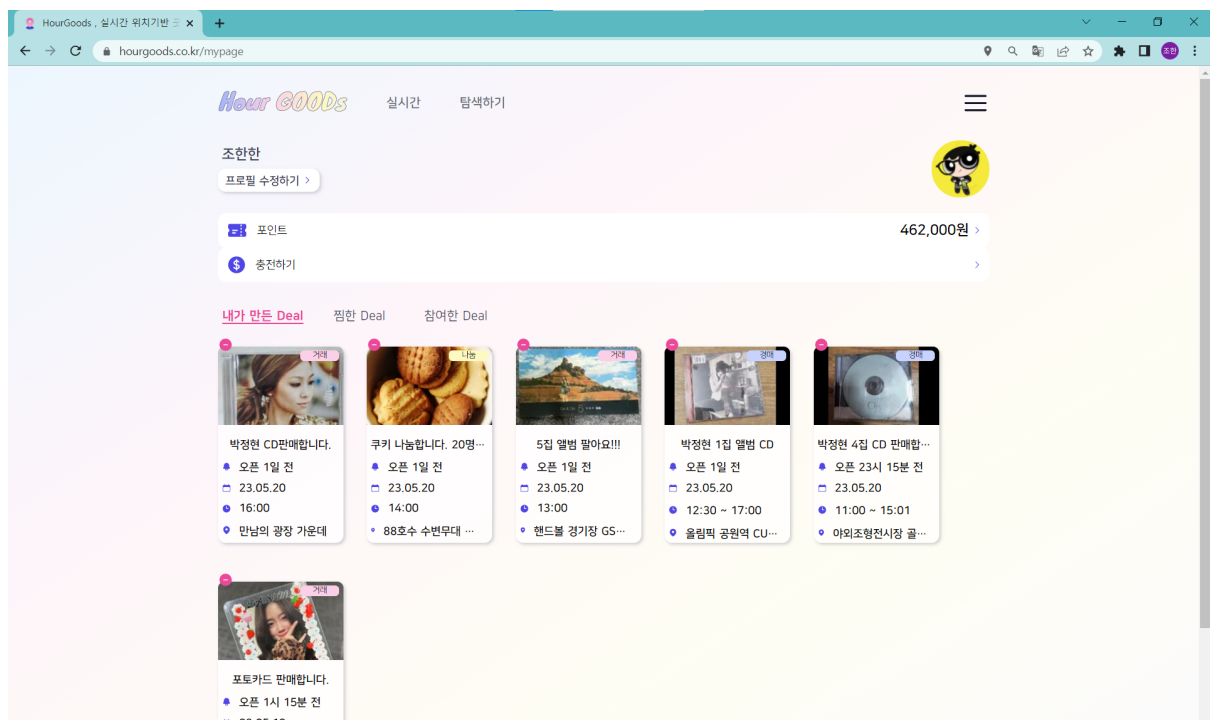 HourGoods , 실시간 위치기반
hourgoods.co.kr/mypage
조한
Hour GOODs 실시간 탐색하기
조한한
프로필 수정하기 >
포인트 462,000원 >
$ 충전하기 >
내가 만든 Deal 찜한 Deal 참여한 Deal
거래 나눔 거래 경매 경매
박정현 CD판매합니다. 쿠키 나눔합니다. 20명… 5집 앨범 팔아요!!! 박정현 1집 앨범 CD 박정현 4집 CD 판매합…
오픈 1일 전 오픈 1일 전 오픈 1일 전 오픈 1일 전 오픈 23시 15분 전
23.05.20 23.05.20 23.05.20 23.05.20 23.05.20
16:00 14:00 13:00 12:30 ~ 17:00 11:00 ~ 15:01
만남의 광장 가운데 88호수 수변무대 … 핸드볼 경기장 GS… 올림픽 공원역 CU… 야외조형전시장 골…
거래
포토카드 판매합니다.
오픈 1시 15분 전